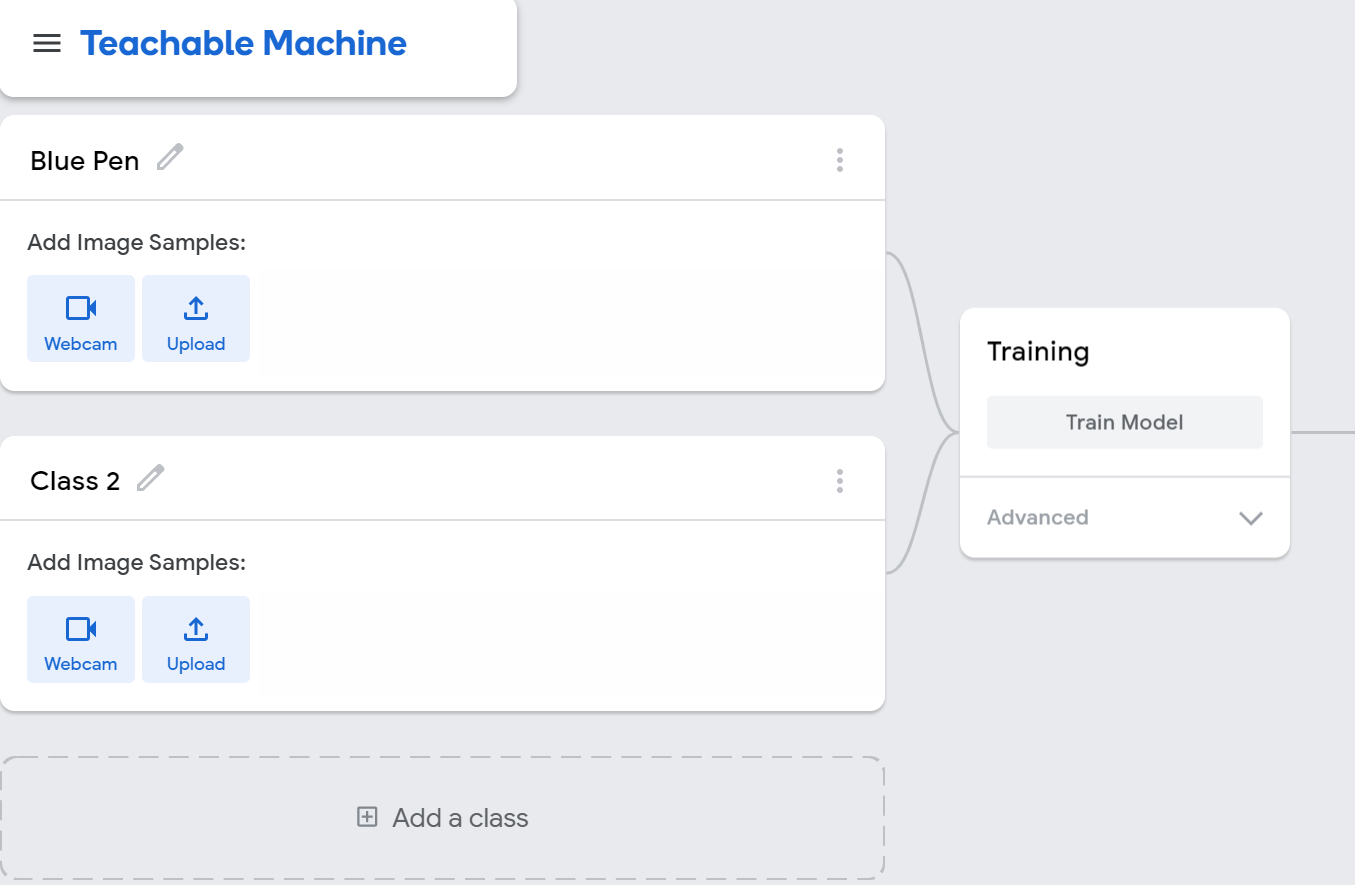 Teachable Machine
Blue Pen
Add Image Samples:
Webcam Upload
Class 2
Add Image Samples:
Webcam Upload
Add a class
Training
Train Model
Advanced